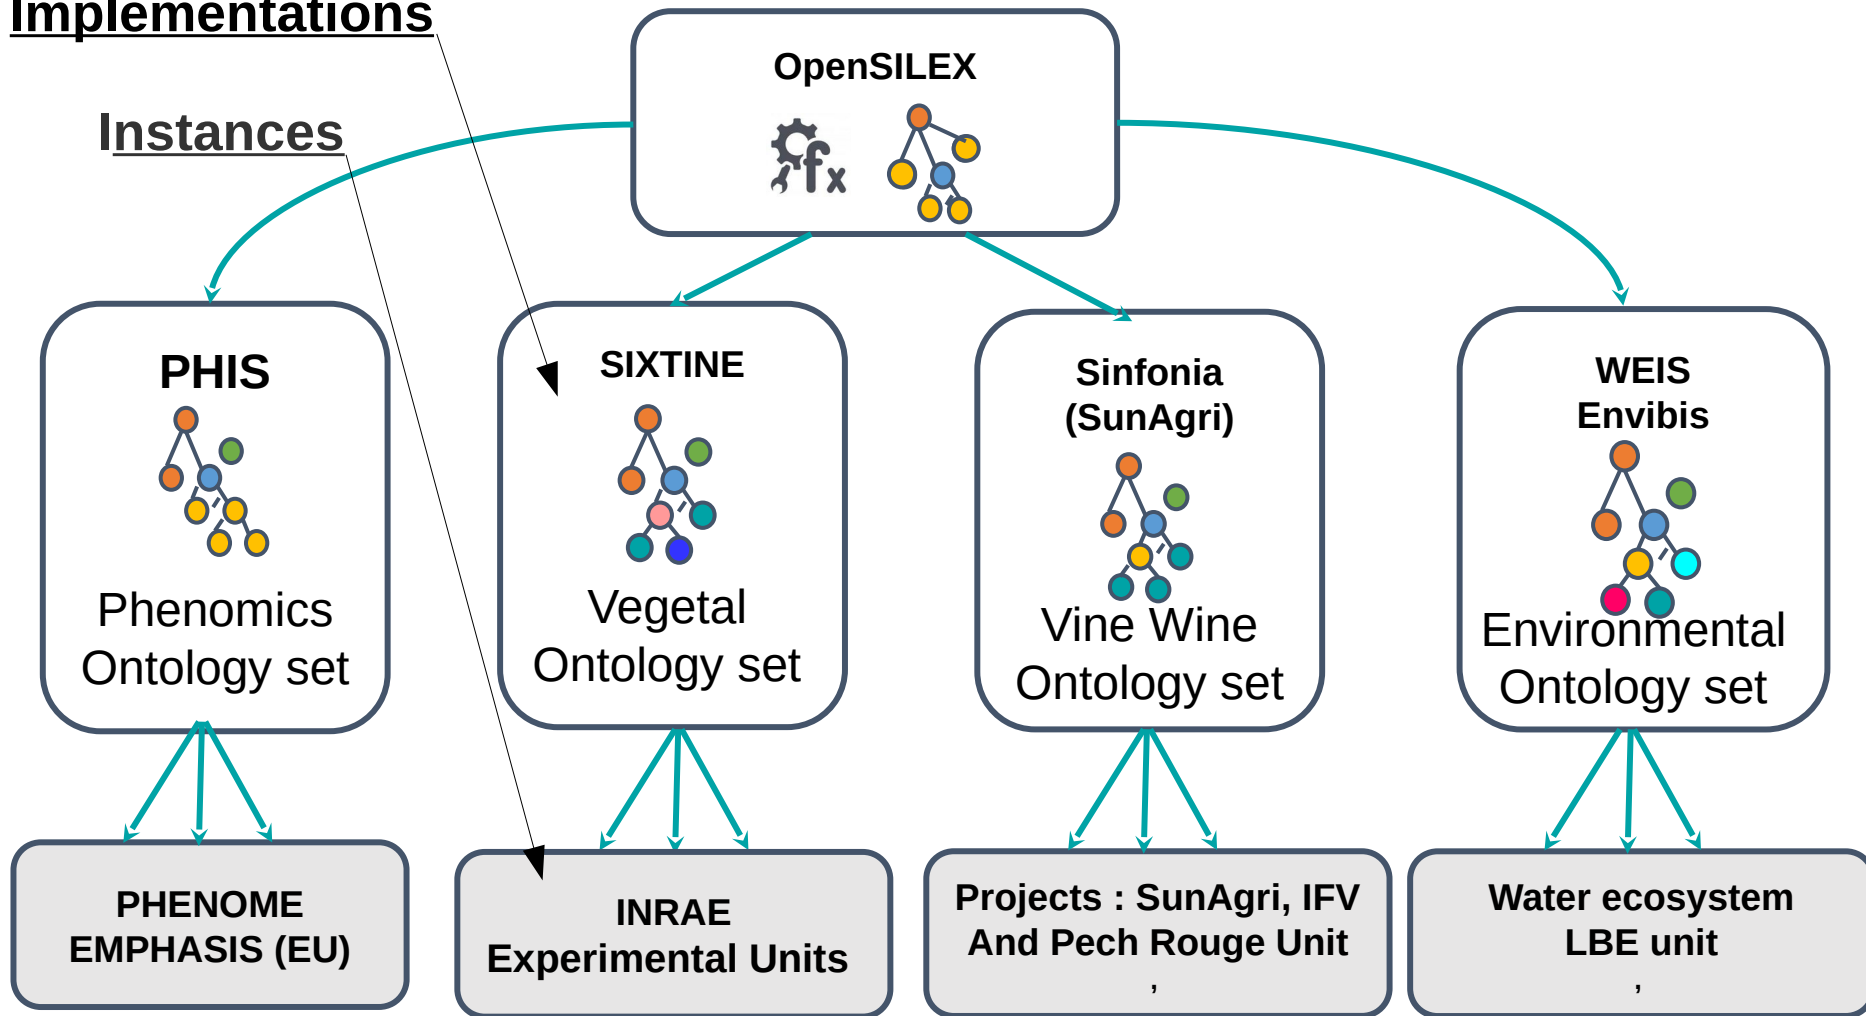 Implementations
Instances
OpenSILEX
fx
PHIS
Phenomics
Ontology set
SIXTINE
Vegetal
Ontology set
Sinfonia
(SunAgri)
Vine Wine
Ontology set
WEIS
Envibis
Environmental
Ontology set
PHENOME
EMPHASIS (EU)
INRAE
Experimental Units
Projects : SunAgri, IFV
And Pech Rouge Unit
,
Water ecosystem
LBE unit
,